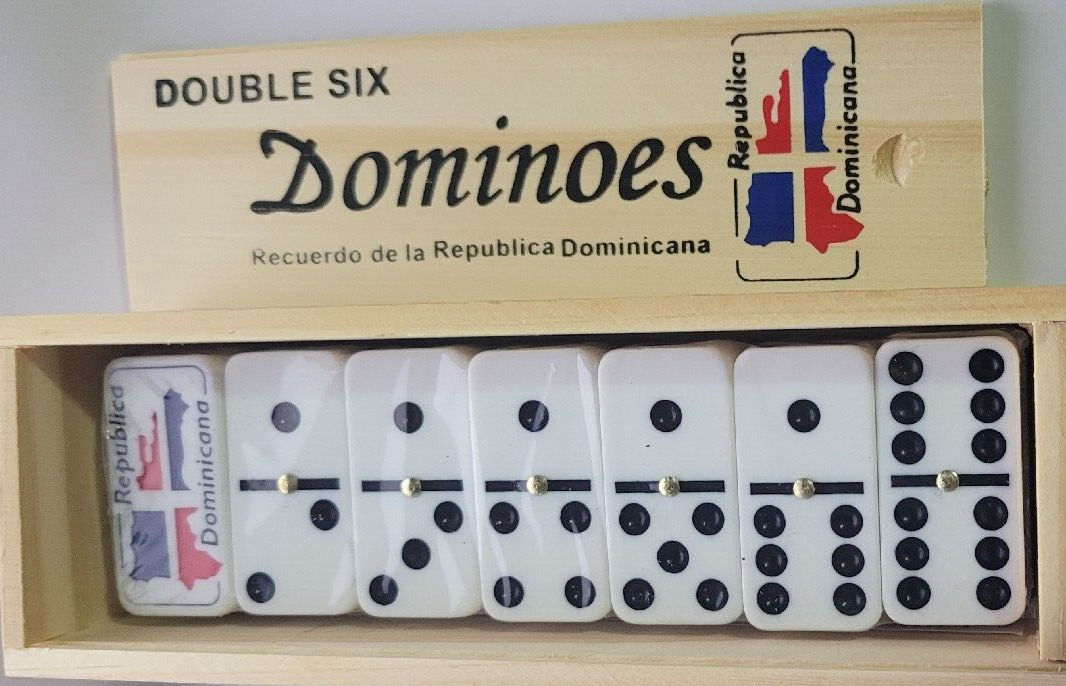 DOUBLE SIX
Dominoes
Recuerdo de la Republica Dominicana
Republica
Dominicana
Republica
Dominicana